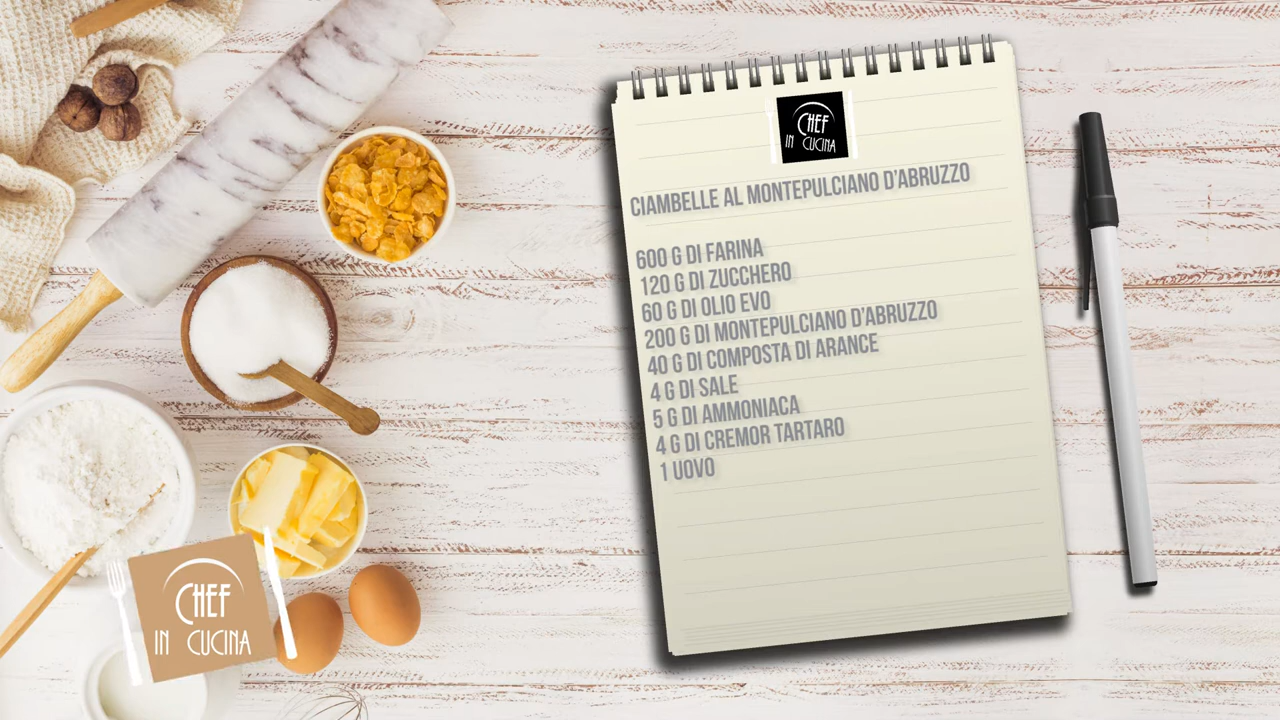 CHEF
IN CUCINA
CIAMBELLE AL MONTEPULCIANO D'ABRUZZO
600 G DI FARINA
120 G DI ZUCCHERO
60 G DI OLIO EVO
200 G DI MONTEPULCIANO D'ABRUZZO
40 G DI COMPOSTA DI ARANCE
4 G DI SALE
5 G DI AMMONIACA
4 G DI CREMOR TARTARO
1 UOVO
CHEF
IN CUCINA